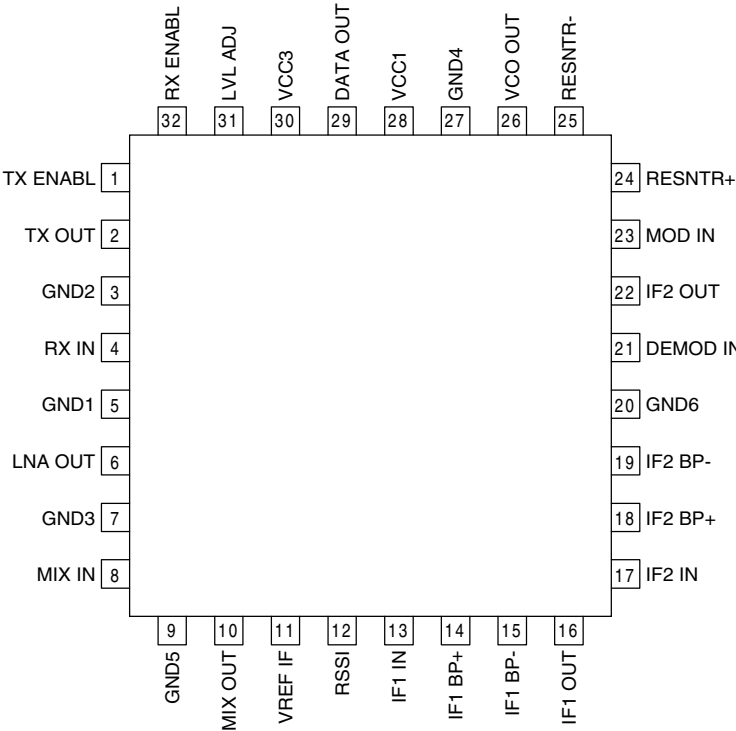 RX ENABL
LVL ADJ
VCC3
DATA OUT
VCC1
GND4
VCO OUT
RESNTR-
32
31
30
29
28
27
26
25
TX ENABL 1
TX OUT 2
GND2 3
RX IN 4
GND1 5
LNA OUT 6
GND3 7
MIX IN 8
24 RESNTR+
23 MOD IN
22 IF2 OUT
21 DEMOD IN
20 GND6
19 IF2 BP-
18 IF2 BP+
17 IF2 IN
9
10
11
12
13
14
15
16
GND5
MIX OUT
VREF IF
RSSI
IF1 IN
IF1 BP+
IF1 BP-
IF1 OUT